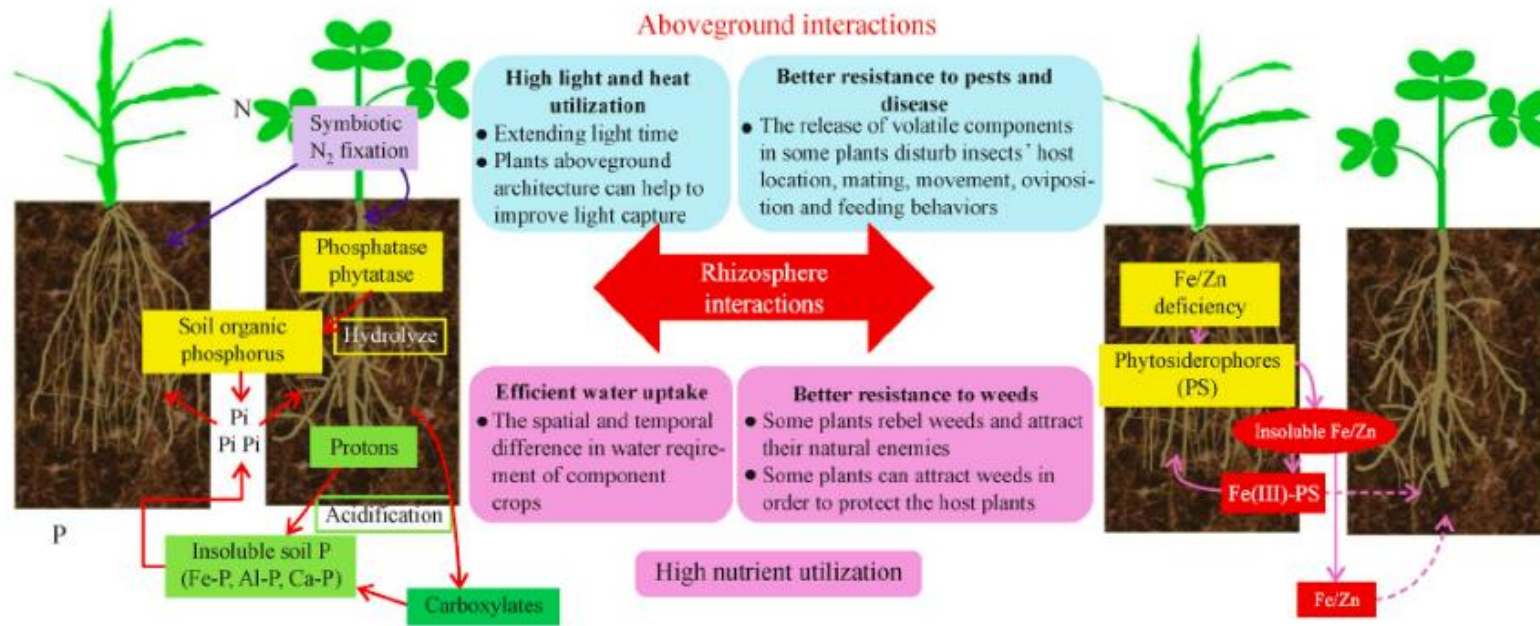 Aboveground interactions
N
Symbiotic
N₂ fixation
Phosphatase
phytatase
Soil organic
phosphorus
Hydrolyze
Pi
Pi Pi
Protons
Acidification
P
Insoluble soil P
(Fe-P, Al-P, Ca-P)
Carboxylates
High light and heat
utilization
● Extending light time
● Plants aboveground
architecture can help to
improve light capture
Better resistance to pests and
disease
● The release of volatile components
in some plants disturb insects’ host
location, mating, movement, oviposi-
tion and feeding behaviors
Rhizosphere
interactions
Efficient water uptake
● The spatial and temporal
difference in water reqire-
ment of component
crops
Better resistance to weeds
● Some plants rebel weeds and attract
their natural enemies
● Some plants can attract weeds in
order to protect the host plants
High nutrient utilization
Fe/Zn
deficiency
Phytosiderophores
(PS)
Insoluble Fe/Zn
Fe(III)-PS
Fe/Zn